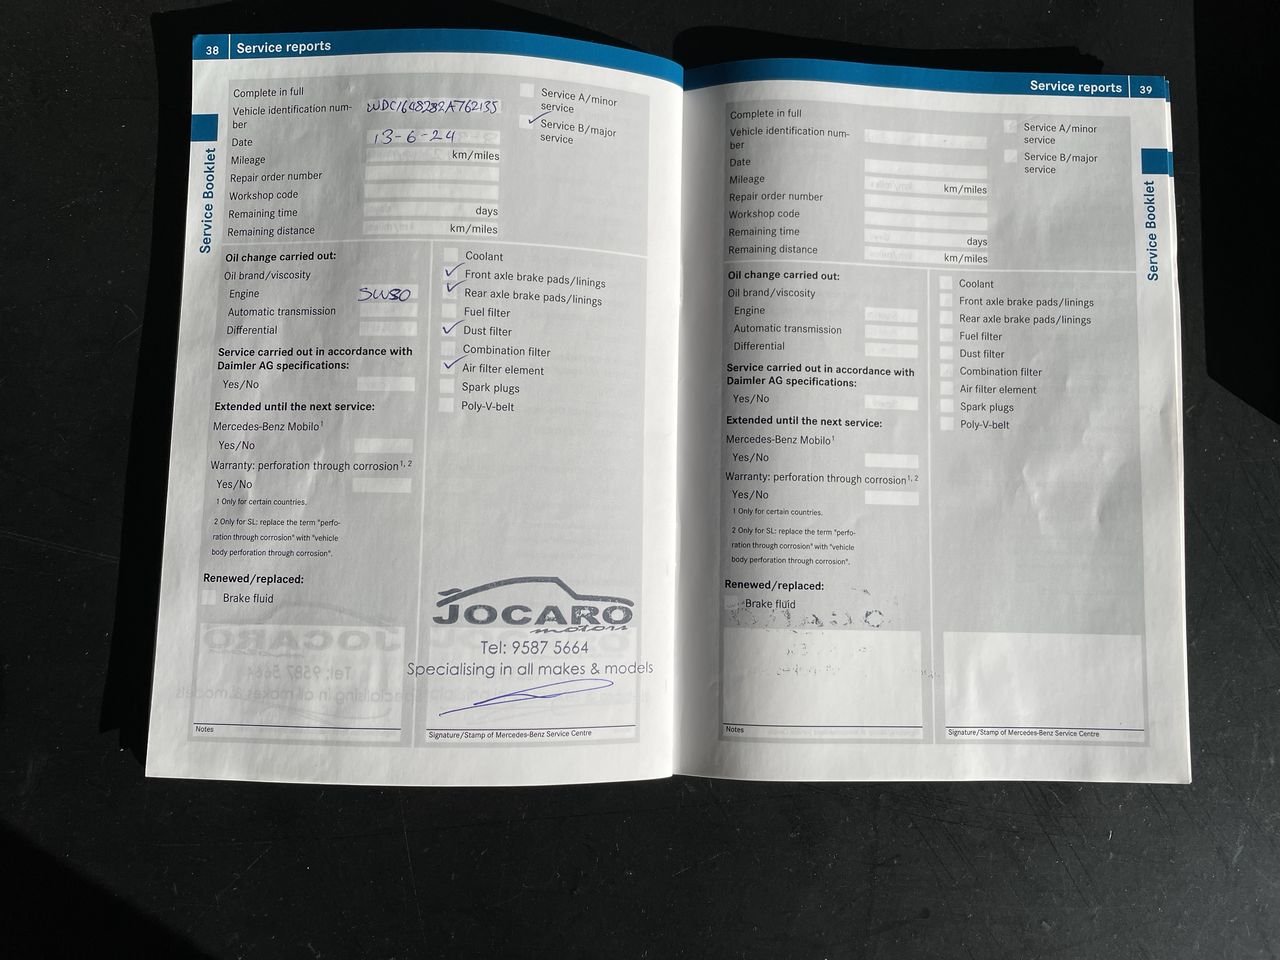 38 Service reports
Complete in full
Vehicle identification num-
ber
WDC1648282A762135
Date 13-6-24
Mileage km/miles
Repair order number
Workshop code
Remaining time days
Remaining distance km/miles
Service A/minor
service
Service B/major
service
Service Booklet
Oil change carried out:
Oil brand/viscosity
Engine 5W30
Automatic transmission
Differential
Service carried out in accordance with
Daimler AG specifications:
Yes/No
Extended until the next service:
Mercedes-Benz Mobilo¹
Yes/No
Warranty: perforation through corrosion¹, ²
Yes/No
1 Only for certain countries.
2 Only for SL: replace the term "perfo-
ration through corrosion" with "vehicle
body perforation through corrosion".
Renewed/replaced:
Brake fluid
Notes
Coolant
Front axle brake pads/linings
Rear axle brake pads/linings
Fuel filter
Dust filter
Combination filter
Air filter element
Spark plugs
Poly-V-belt
JOCARO
motors
Tel: 9587 5664
Specialising in all makes & models
Signature/Stamp of Mercedes-Benz Service Centre
Service reports 39
Complete in full
Vehicle identification num-
ber
Date
Mileage km/miles
Repair order number
Workshop code
Remaining time days
Remaining distance km/miles
Service A/minor
service
Service B/major
service
Service Booklet
Oil change carried out:
Oil brand/viscosity
Engine
Automatic transmission
Differential
Service carried out in accordance with
Daimler AG specifications:
Yes/No
Extended until the next service:
Mercedes-Benz Mobilo¹
Yes/No
Warranty: perforation through corrosion¹, ²
Yes/No
1 Only for certain countries.
2 Only for SL: replace the term "perfo-
ration through corrosion" with "vehicle
body perforation through corrosion".
Renewed/replaced:
Brake fluid
Notes
Coolant
Front axle brake pads/linings
Rear axle brake pads/linings
Fuel filter
Dust filter
Combination filter
Air filter element
Spark plugs
Poly-V-belt
Signature/Stamp of Mercedes-Benz Service Centre